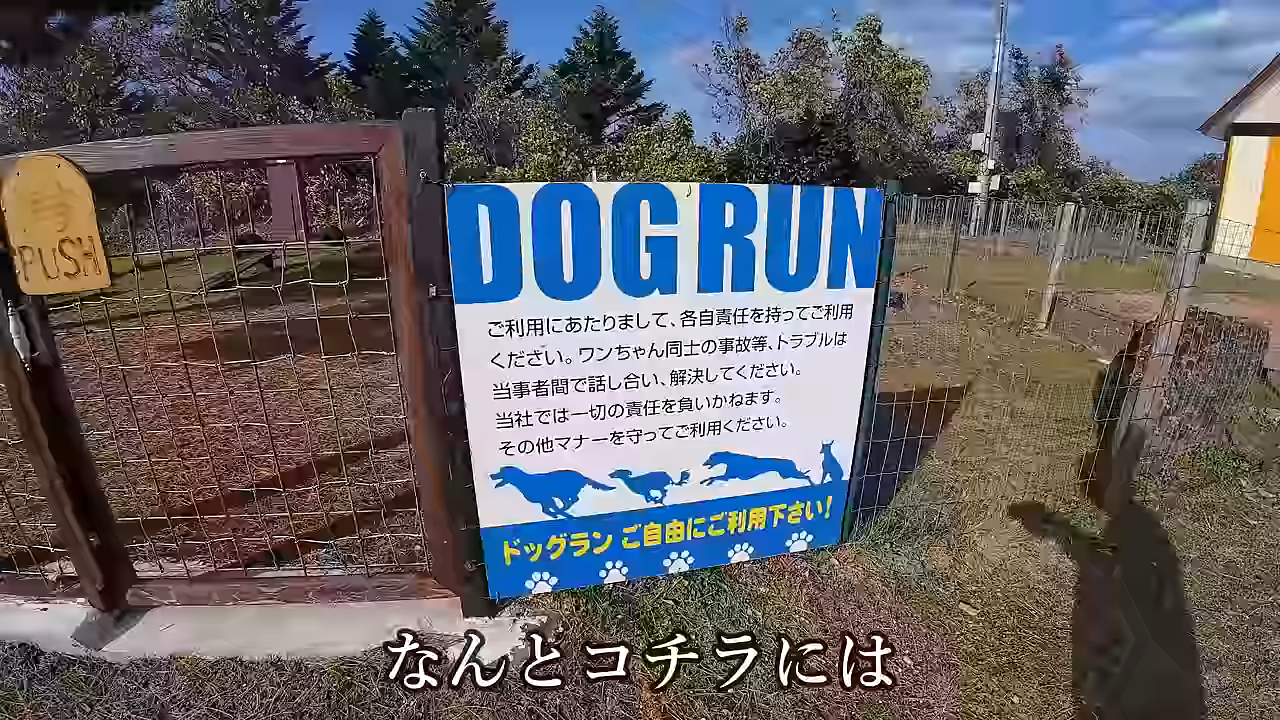 PUSH
DOG RUN
ご利用にあたりまして、各自責任を持ってご利用
ください。ワンちゃん同士の事故等、トラブルは
当事者間で話し合い、解決してください。
当社では一切の責任を負いかねます。
その他マナーを守ってご利用ください。
ドッグラン ご自由にご利用下さい!
なんとコチラには